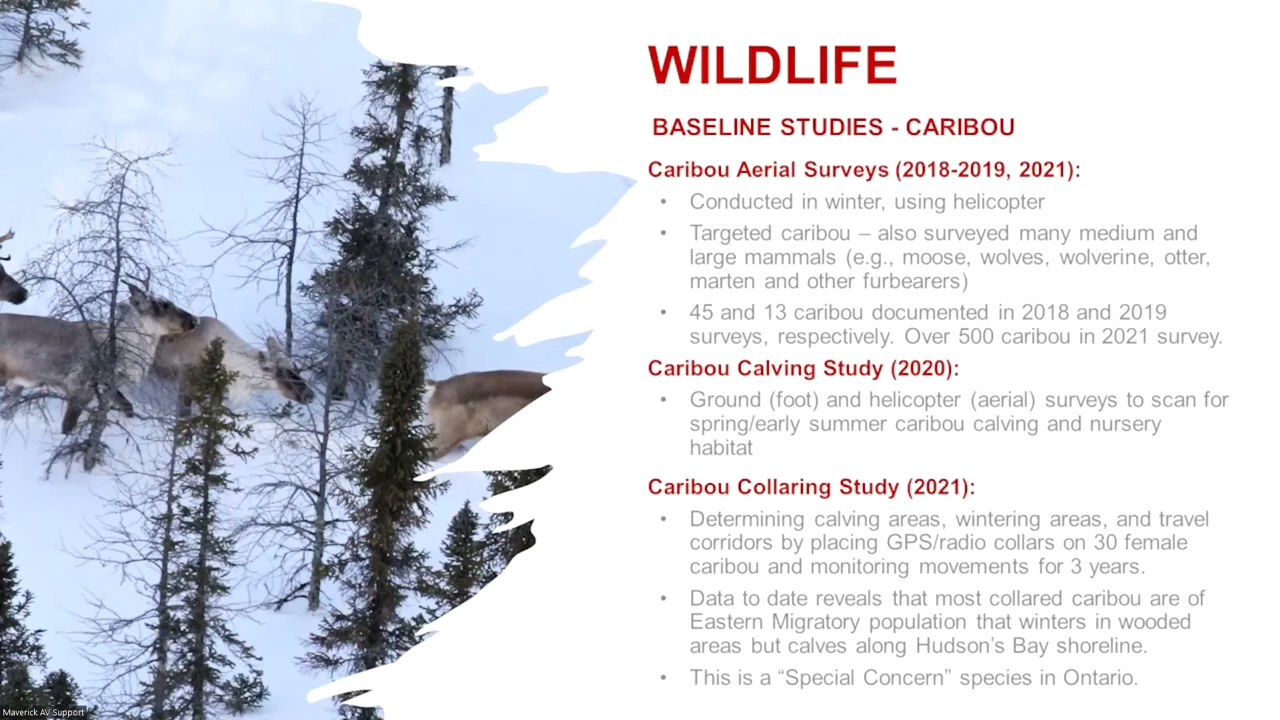 WILDLIFE
BASELINE STUDIES - CARIBOU
Caribou Aerial Surveys (2018-2019, 2021):
• Conducted in winter, using helicopter
• Targeted caribou – also surveyed many medium and
large mammals (e.g., moose, wolves, wolverine, otter,
marten and other furbearers)
• 45 and 13 caribou documented in 2018 and 2019
surveys, respectively. Over 500 caribou in 2021 survey.
Caribou Calving Study (2020):
• Ground (foot) and helicopter (aerial) surveys to scan for
spring/early summer caribou calving and nursery
habitat
Caribou Collaring Study (2021):
• Determining calving areas, wintering areas, and travel
corridors by placing GPS/radio collars on 30 female
caribou and monitoring movements for 3 years.
• Data to date reveals that most collared caribou are of
Eastern Migratory population that winters in wooded
areas but calves along Hudson’s Bay shoreline.
• This is a “Special Concern” species in Ontario.
Maverick AV Support